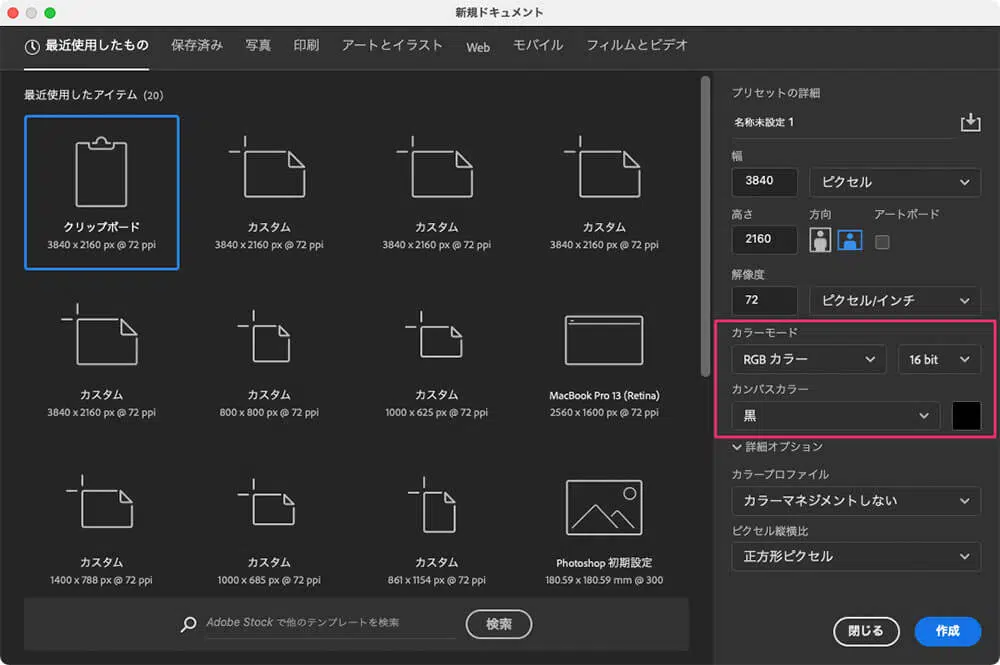 新規ドキュメント
最近使用したもの 保存済み 写真 印刷 アートとイラスト Web モバイル フィルムとビデオ
最近使用したアイテム (20)
クリップボード
3840 x 2160 px @ 72 ppi
カスタム
3840 x 2160 px @ 72 ppi
カスタム
3840 x 2160 px @ 72 ppi
カスタム
3840 x 2160 px @ 72 ppi
カスタム
3840 x 2160 px @ 72 ppi
カスタム
800 x 800 px @ 72 ppi
カスタム
1000 x 625 px @ 72 ppi
MacBook Pro 13 (Retina)
2560 x 1600 px @ 72 ppi
カスタム
1400 x 788 px @ 72 ppi
カスタム
1000 x 685 px @ 72 ppi
カスタム
861 x 1154 px @ 72 ppi
Photoshop 初期設定
180.59 x 180.59 mm @ 300
Adobe Stock で他のテンプレートを検索
検索
プリセットの詳細
名称未設定 1
幅
3840 ピクセル
高さ 方向 アートボード
2160
解像度
72 ピクセル/インチ
カラーモード
RGB カラー 16 bit
カンバスカラー
黒
詳細オプション
カラープロファイル
カラーマネジメントしない
ピクセル縦横比
正方形ピクセル
閉じる 作成